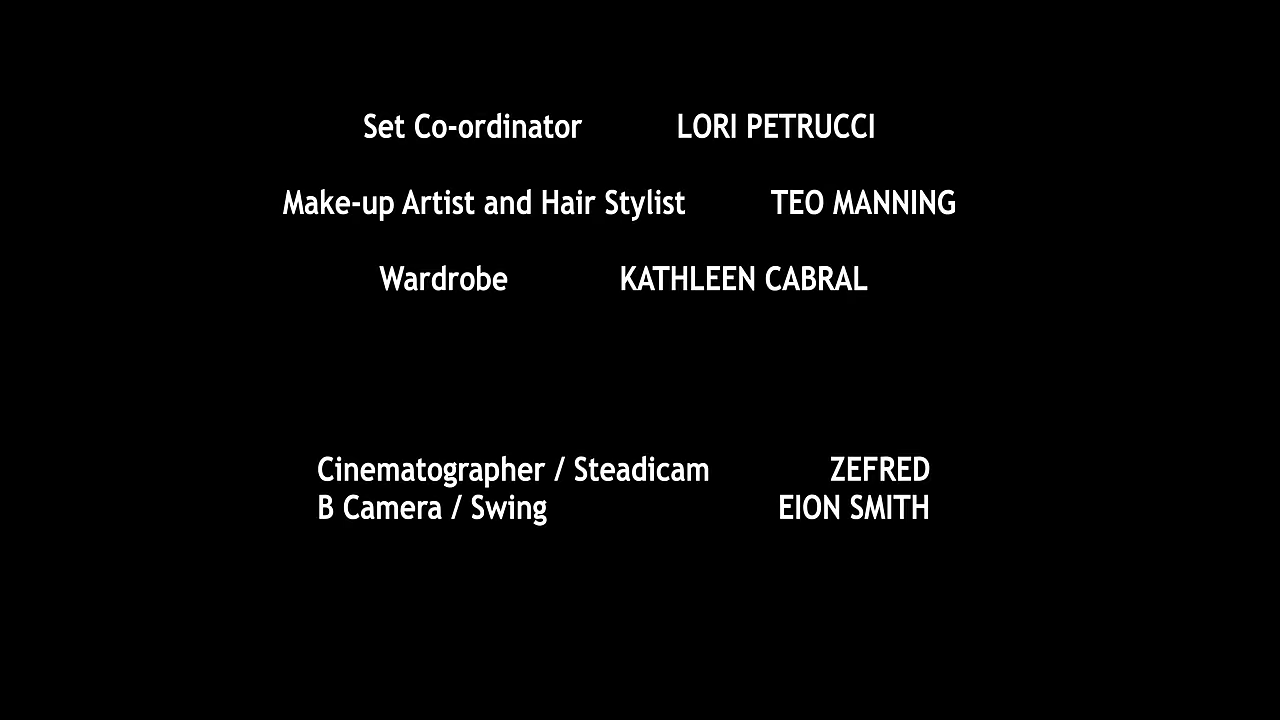 Set Co-ordinator LORI PETRUCCI
Make-up Artist and Hair Stylist TEO MANNING
Wardrobe KATHLEEN CABRAL
Cinematographer / Steadicam ZEFRED
B Camera / Swing EION SMITH